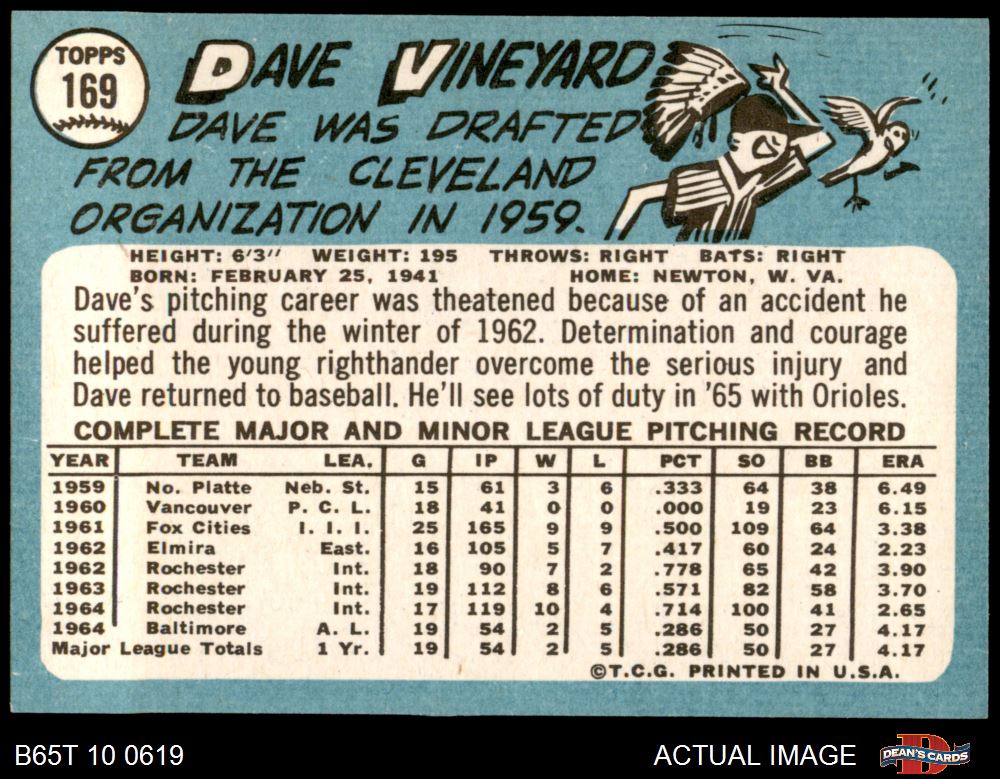 TOPPS
169
DAVE VINEYARD
DAVE WAS DRAFTED
FROM THE CLEVELAND
ORGANIZATION IN 1959.
HEIGHT: 6'3" WEIGHT: 195 THROWS: RIGHT BATS: RIGHT
BORN: FEBRUARY 25, 1941 HOME: NEWTON, W. VA.
Dave's pitching career was theatened because of an accident he
suffered during the winter of 1962. Determination and courage
helped the young righthander overcome the serious injury and
Dave returned to baseball. He'll see lots of duty in '65 with Orioles.
COMPLETE MAJOR AND MINOR LEAGUE PITCHING RECORD
YEAR TEAM LEA. G IP W L PCT SO BB ERA
1959 No. Platte Neb. St. 15 61 3 6 .333 64 38 6.49
1960 Vancouver P. C. L. 18 41 0 0 .000 19 23 6.15
1961 Fox Cities I. I. I. 25 165 9 9 .500 109 64 3.38
1962 Elmira East. 16 105 5 7 .417 60 24 2.23
1962 Rochester Int. 18 90 7 2 .778 65 42 3.90
1963 Rochester Int. 19 112 8 6 .571 82 58 3.70
1964 Rochester Int. 17 119 10 4 .714 100 41 2.65
1964 Baltimore A. L. 19 54 2 5 .286 50 27 4.17
Major League Totals 1 Yr. 19 54 2 5 .286 50 27 4.17
©T.C.G. PRINTED IN U.S.A.
B65T 10 0619 ACTUAL IMAGE DEAN'S CARDS